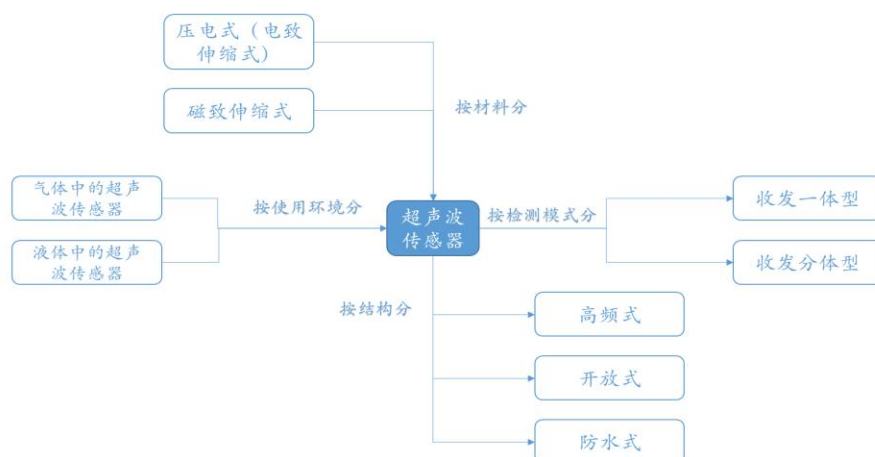 压电式（电致
伸缩式）
磁致伸缩式
按材料分
气体中的超声
波传感器
按使用环境分
液体中的超声
波传感器
超声波
传感器
按检测模式分
收发一体型
收发分体型
按结构分
高频式
开放式
防水式